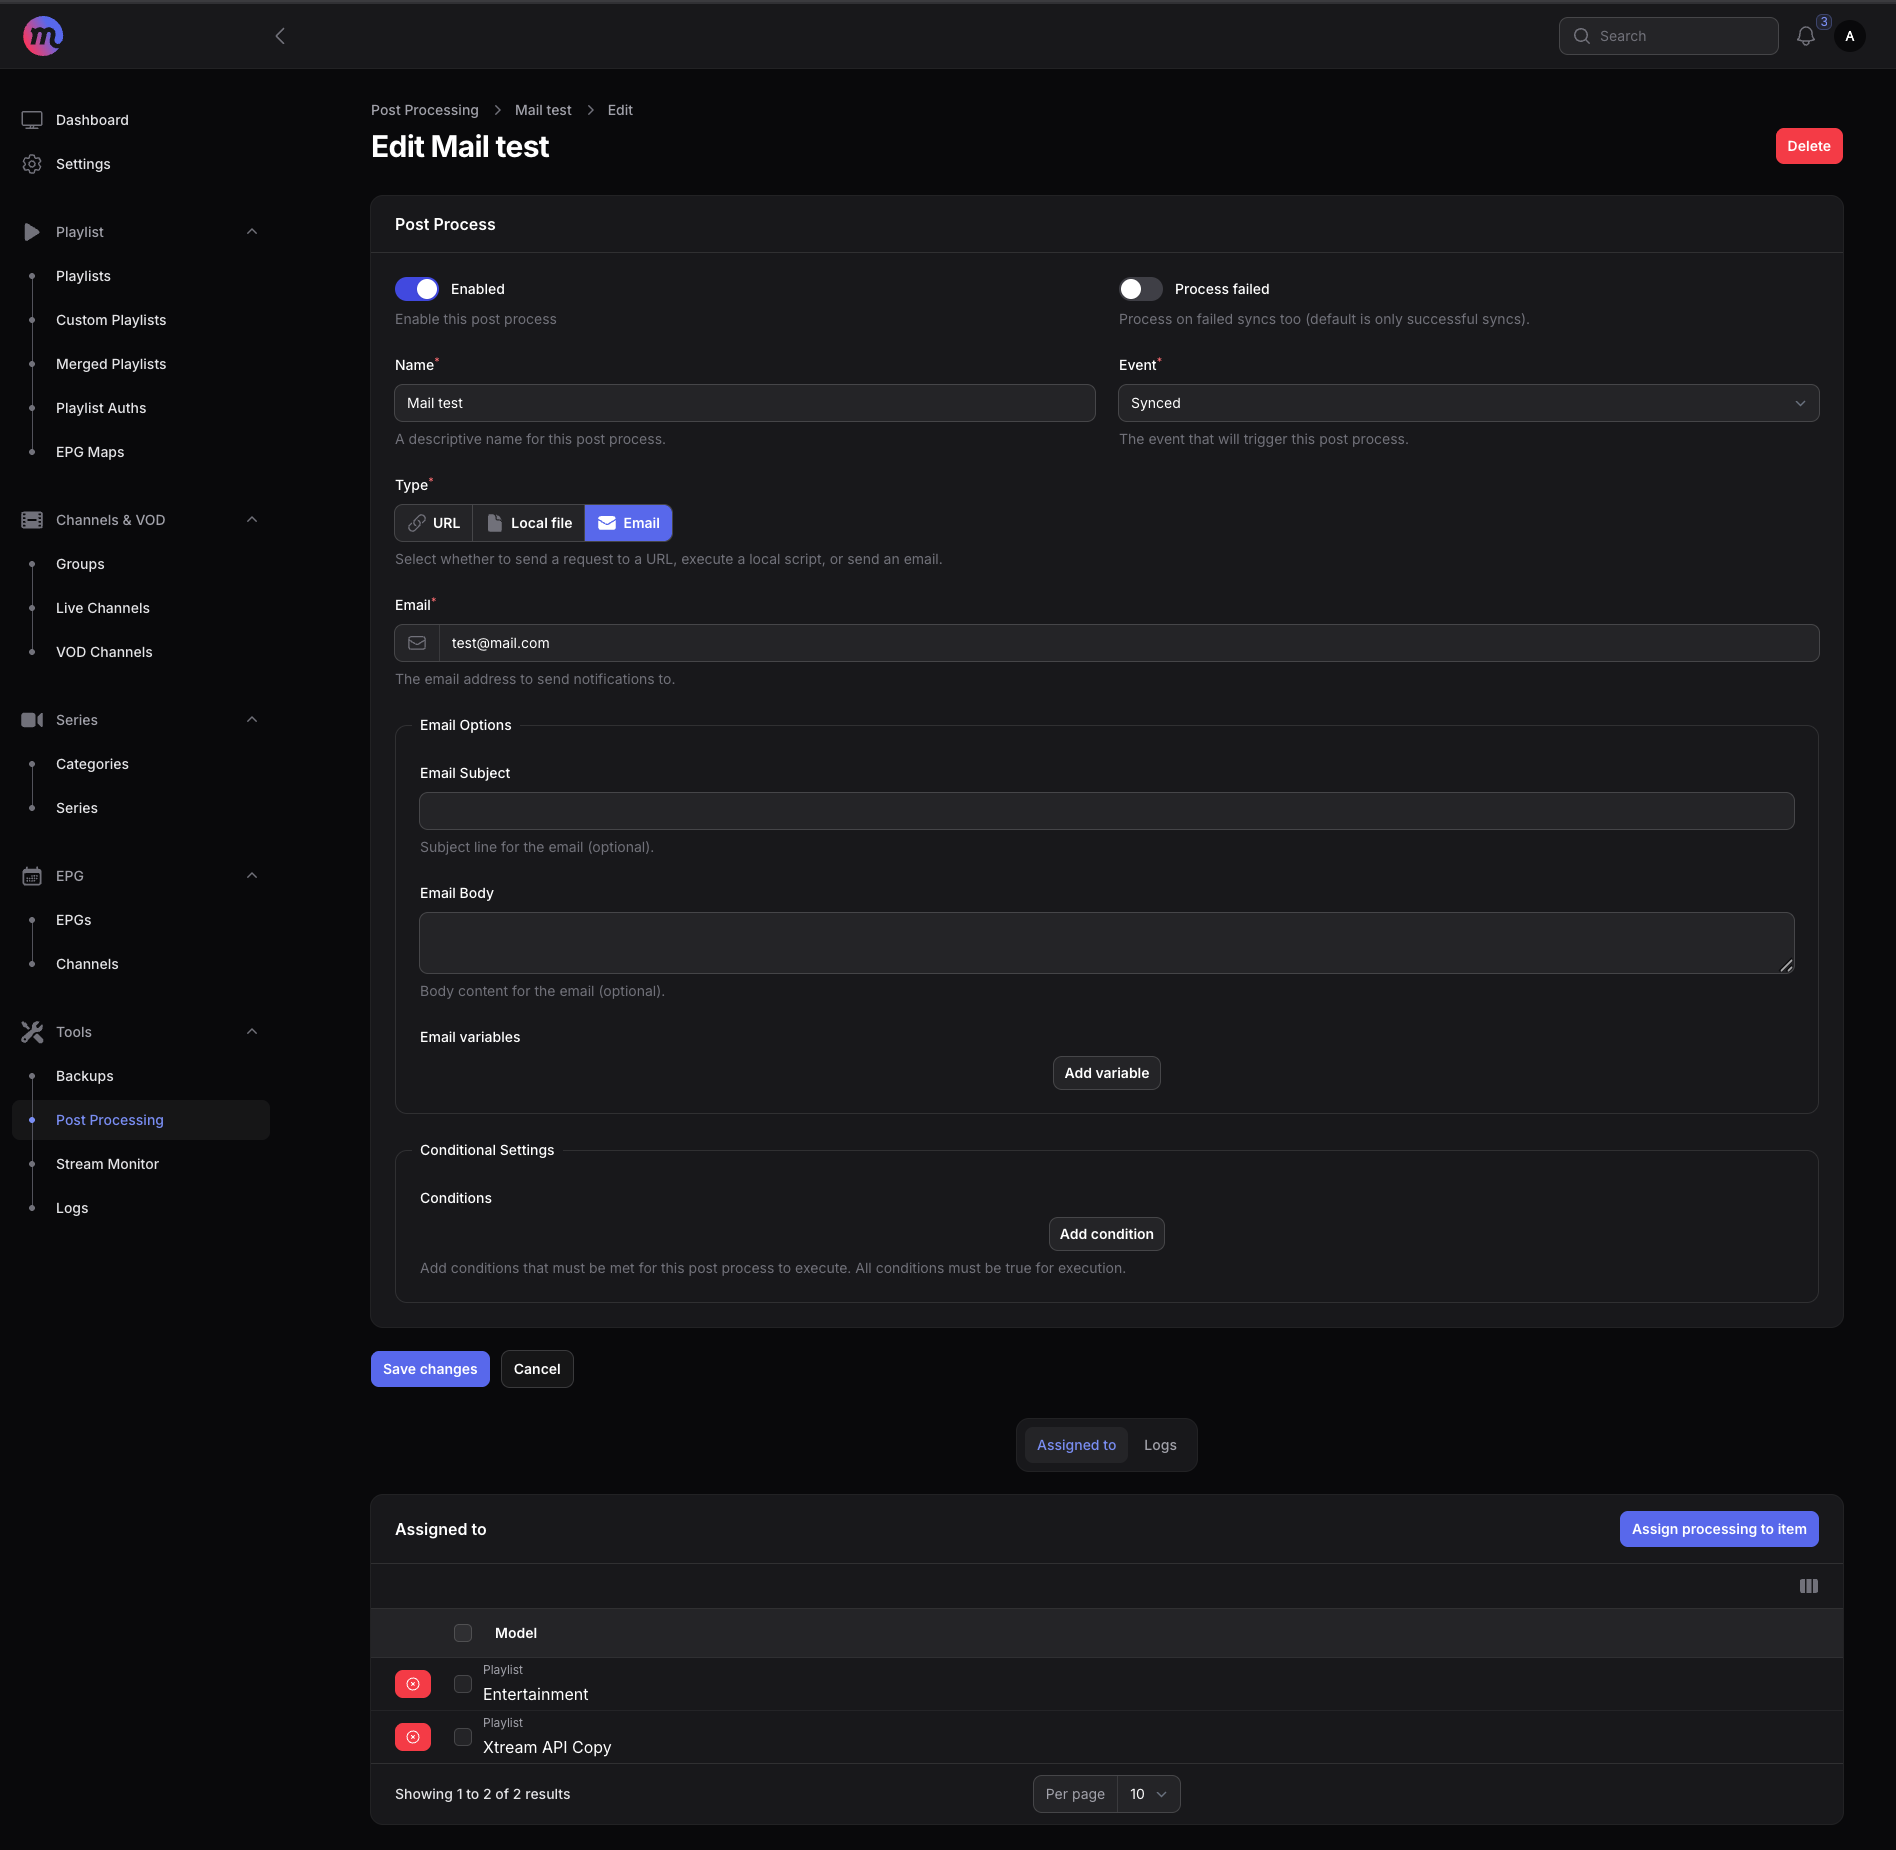 m
Search
3
A
Dashboard
Settings
Playlist
Playlists
Custom Playlists
Merged Playlists
Playlist Auths
EPG Maps
Channels & VOD
Groups
Live Channels
VOD Channels
Series
Categories
Series
EPG
EPGs
Channels
Tools
Backups
Post Processing
Stream Monitor
Logs
Post Processing > Mail test > Edit
Edit Mail test
Delete
Post Process
Enabled
Enable this post process
Process failed
Process on failed syncs too (default is only successful syncs).
Name*
Mail test
A descriptive name for this post process.
Event*
Synced
The event that will trigger this post process.
Type*
URL
Local file
Email
Select whether to send a request to a URL, execute a local script, or send an email.
Email*
test@mail.com
The email address to send notifications to.
Email Options
Email Subject
Subject line for the email (optional).
Email Body
Body content for the email (optional).
Email variables
Add variable
Conditional Settings
Conditions
Add condition
Add conditions that must be met for this post process to execute. All conditions must be true for execution.
Save changes
Cancel
Assigned to
Logs
Assigned to
Assign processing to item
Model
Playlist
Entertainment
Playlist
Xtream API Copy
Showing 1 to 2 of 2 results
Per page
10